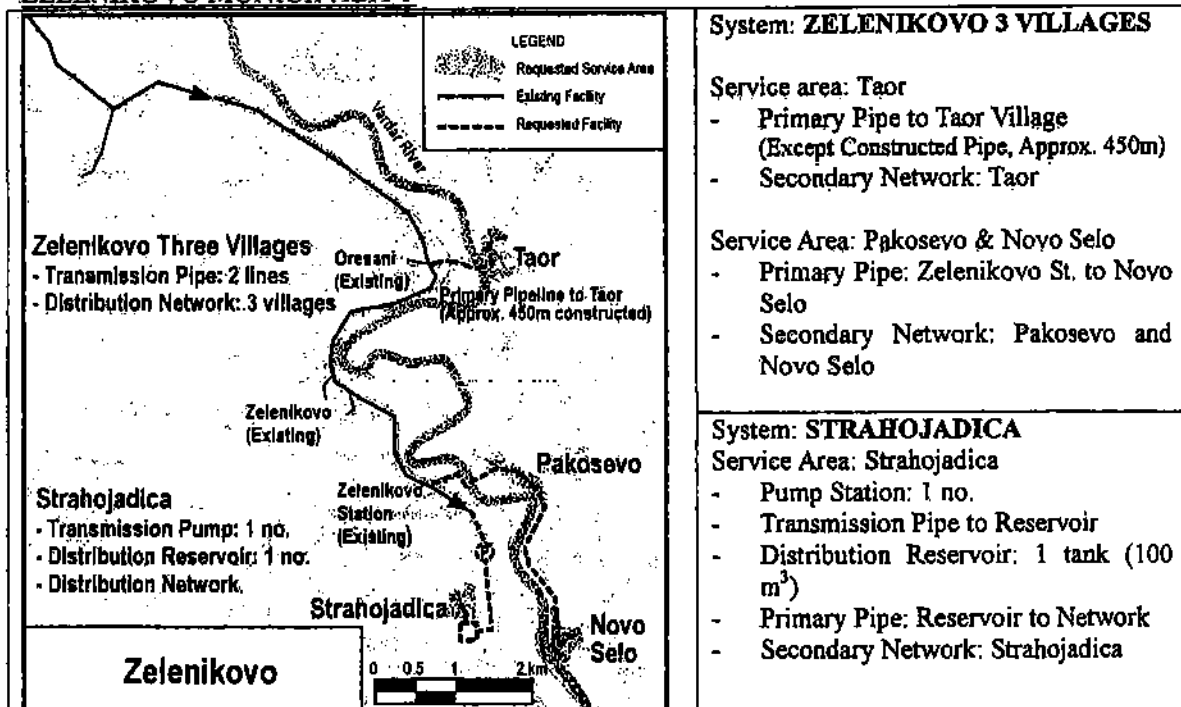 ZELENIKOVO MUNICIPALITY
LEGEND
Requested Service Area
Existing Facility
Requested Facility
Vardar River
Zelenikovo Three Villages
- Transmission Pipe: 2 lines
- Distribution Network: 3 villages
Oresani
(Existing)
Taor
Primary Pipeline to Taor
(Approx. 450m constructed)
Zelenikovo
(Existing)
Pakosevo
Zelenikovo
Station
(Existing)
Strahojadica
- Transmission Pump: 1 no.
- Distribution Reservoir: 1 no.
- Distribution Network.
Strahojadica
Novo
Selo
0 0.5 1 2 km
Zelenikovo
System: ZELENIKOVO 3 VILLAGES
Service area: Taor
- Primary Pipe to Taor Village
(Except Constructed Pipe, Approx. 450m)
- Secondary Network: Taor
Service Area: Pakosevo & Novo Selo
- Primary Pipe: Zelenikovo St. to Novo
Selo
- Secondary Network: Pakosevo and
Novo Selo
System: STRAHOJADICA
Service Area: Strahojadica
- Pump Station: 1 no.
- Transmission Pipe to Reservoir
- Distribution Reservoir: 1 tank (100
m³)
- Primary Pipe: Reservoir to Network
- Secondary Network: Strahojadica